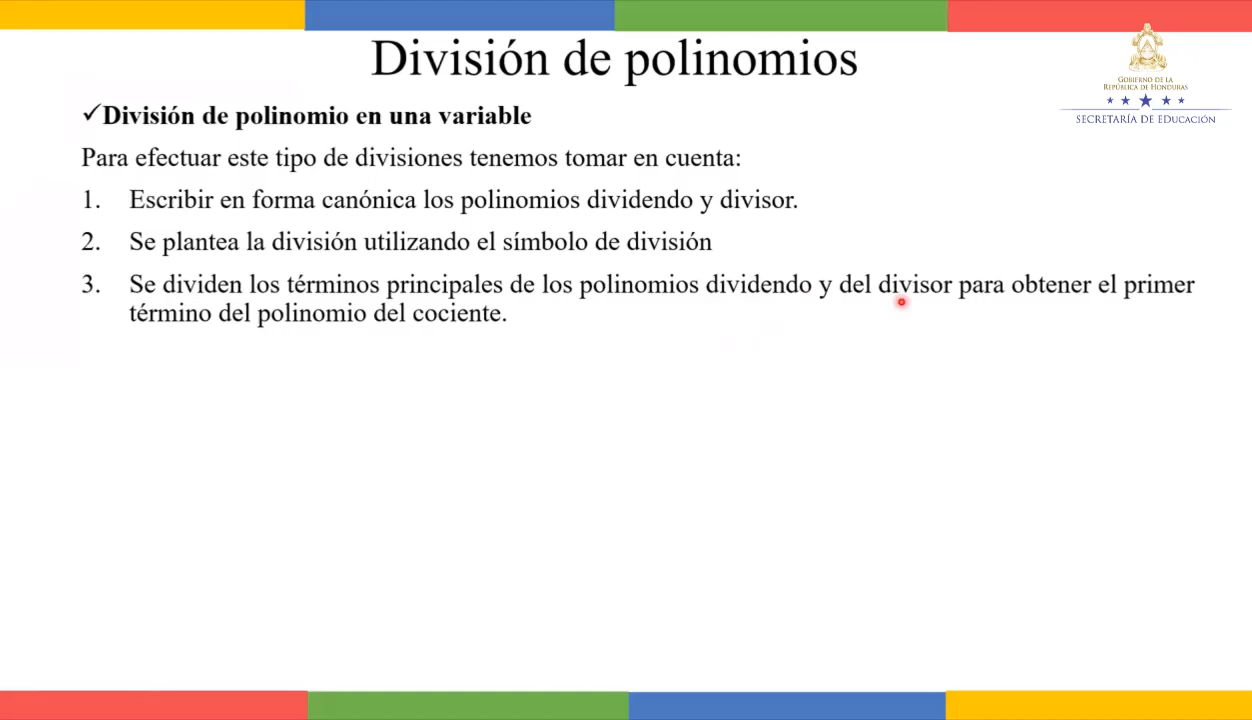 División de polinomios
GOBIERNO DE LA
REPÚBLICA DE HONDURAS
SECRETARÍA DE EDUCACIÓN
✓División de polinomio en una variable
Para efectuar este tipo de divisiones tenemos tomar en cuenta:
1. Escribir en forma canónica los polinomios dividendo y divisor.
2. Se plantea la división utilizando el símbolo de división
3. Se dividen los términos principales de los polinomios dividendo y del divisor para obtener el primer
término del polinomio del cociente.